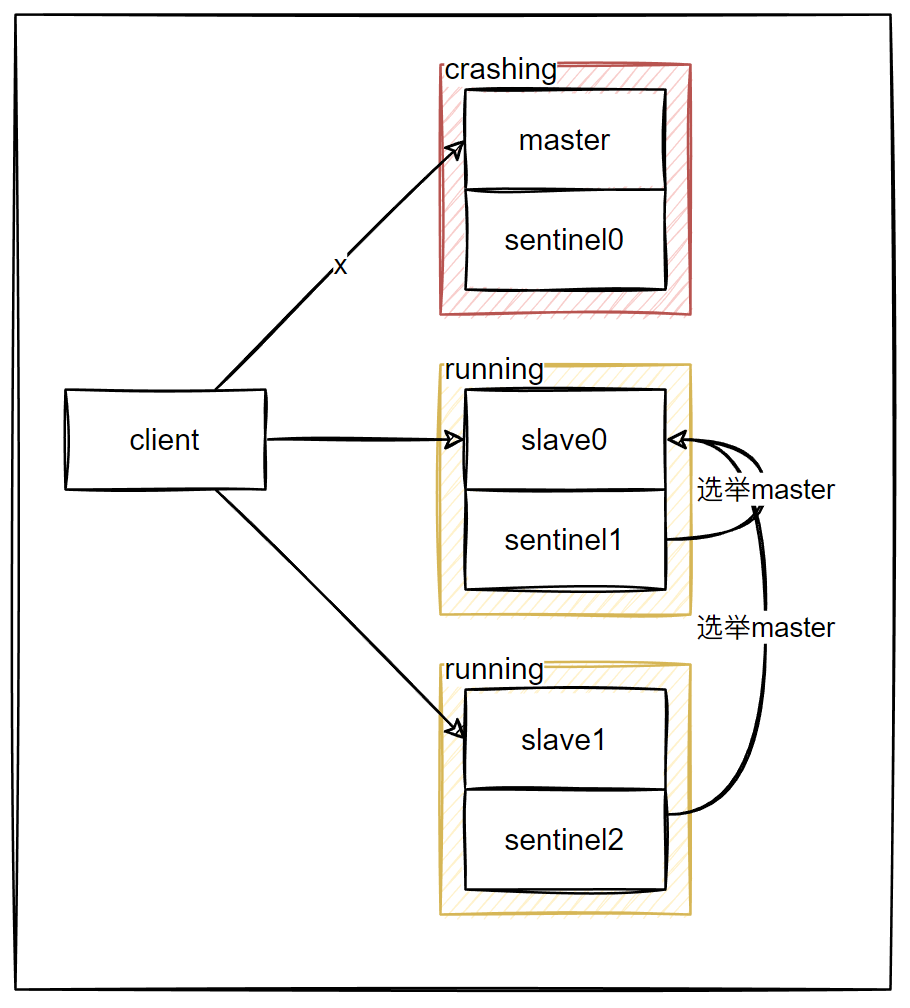 crashing
master
sentinel0
x
running
client
slave0
选举master
sentinel1
选举master
running
slave1
sentinel2